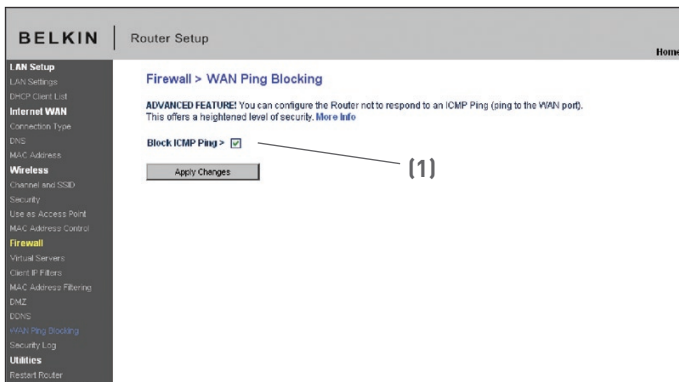 BELKIN
Router Setup
Home
LAN Setup
LAN Settings
DHCP Client List
Internet WAN
Connection Type
DNS
MAC Address
Wireless
Channel and SSID
Security
Use as Access Point
MAC Address Control
Firewall
Virtual Servers
Client IP Filters
MAC Address Filtering
DMZ
DDNS
WAN Ping Blocking
Security Log
Utilities
Restart Router
Firewall > WAN Ping Blocking
ADVANCED FEATURE! You can configure the Router not to respond to an ICMP Ping (ping to the WAN port).
This offers a heightened level of security. More Info
Block ICMP Ping >
(1)
Apply Changes